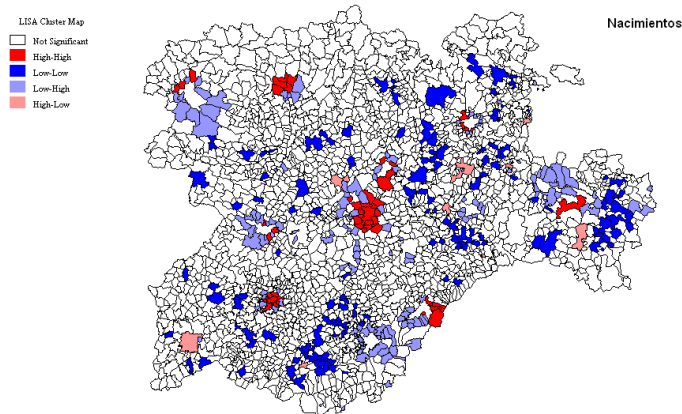 LISA Cluster Map
Nacimientos
Not Significant
High-High
Low-Low
Low-High
High-Low